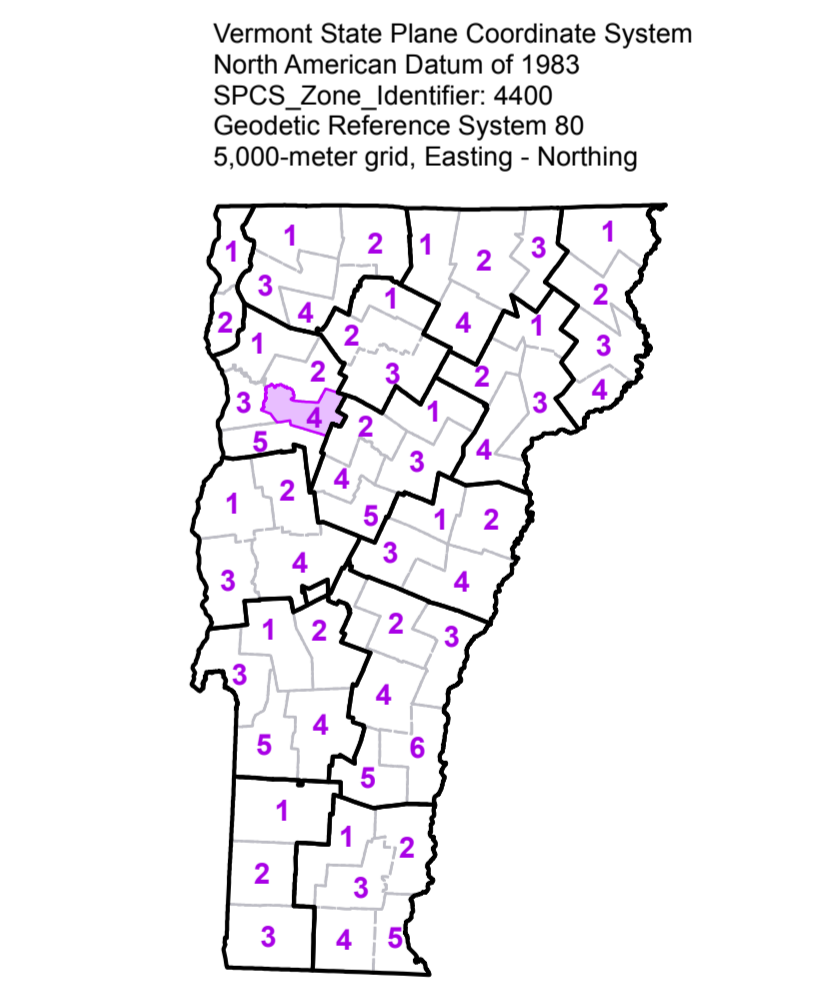 Vermont State Plane Coordinate System
North American Datum of 1983
SPCS_Zone_Identifier: 4400
Geodetic Reference System 80
5,000-meter grid, Easting - Northing
1 1 2 1 2 3 1
3 4 1 2
2 1 2 4 1 3
2 3 2 4
3 4 2 1 3
5 4 3 4
1 2 5 1 2
3 4 3 4
1 2 2 3
3 4
5 4 6
5
1 1 2
2 3
3 4 5